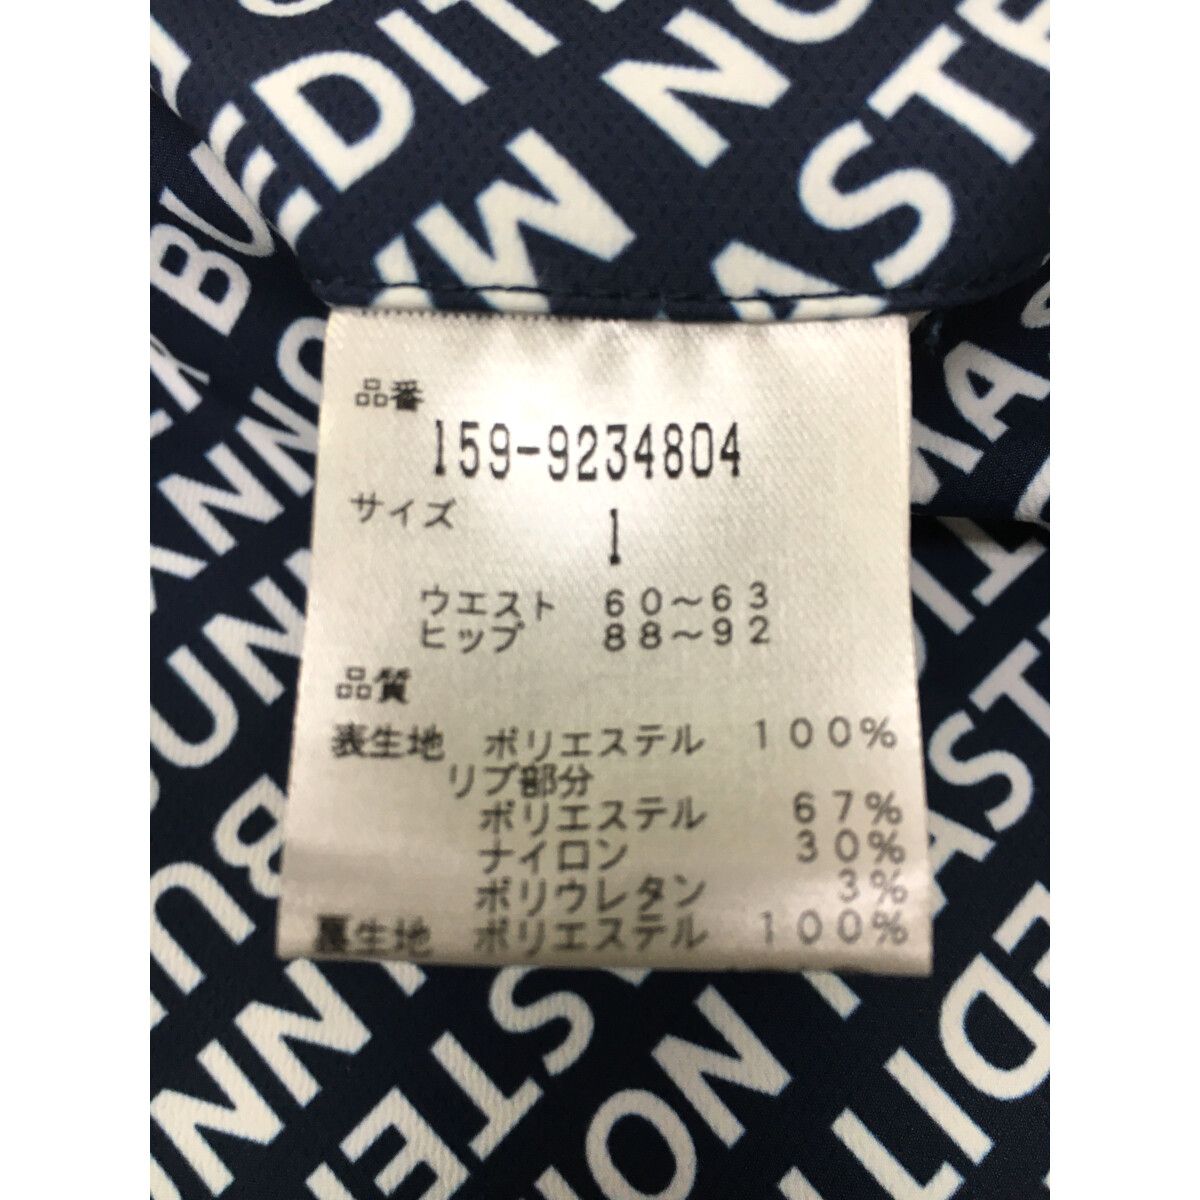 品番
159-9234804
サイズ
1
ウエスト 60～63
ヒップ 88～92
品質
表生地 ポリエステル 100%
リブ部分
ポリエステル 67%
ナイロン 30%
ポリウレタン 3%
裏生地 ポリエステル 100%